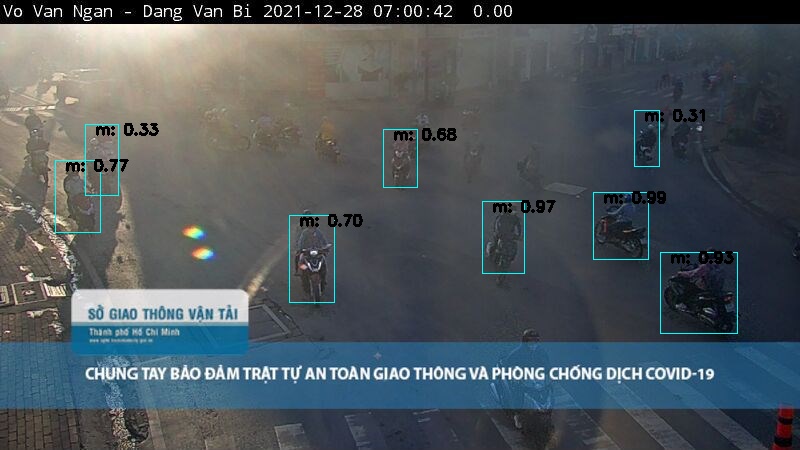 Vo Van Ngan - Dang Van Bi 2021-12-28 07:00:42 0.00
m: 0.33
m: 0.77
m: 0.68
m: 0.31
m: 0.70
m: 0.97
m: 0.99
m: 0.93
SỞ GIAO THÔNG VẬN TẢI
Thành phố Hồ Chí Minh
CHUNG TAY BẢO ĐẢM TRẬT TỰ AN TOÀN GIAO THÔNG VÀ PHÒNG CHỐNG DỊCH COVID-19